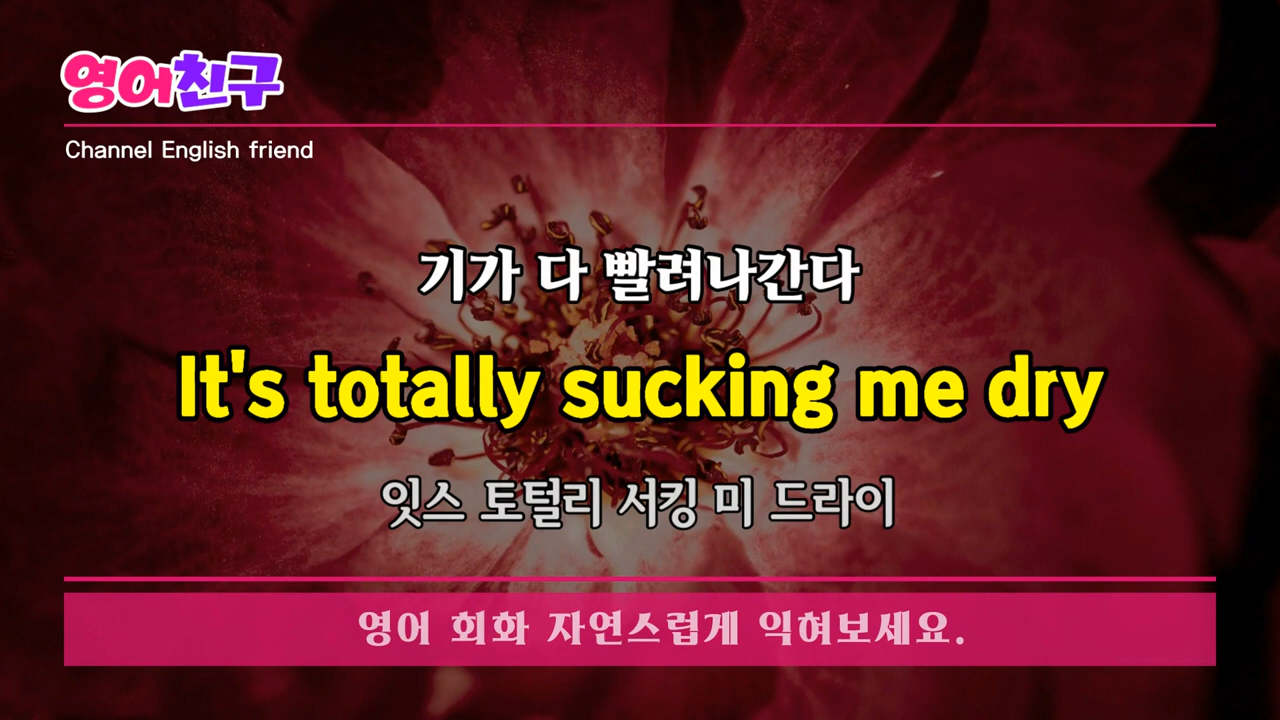 영어친구
Channel English friend
기가 다 빨려나간다
It's totally sucking me dry
잇스 토털리 서킹 미 드라이
영어 회화 자연스럽게 익혀보세요.